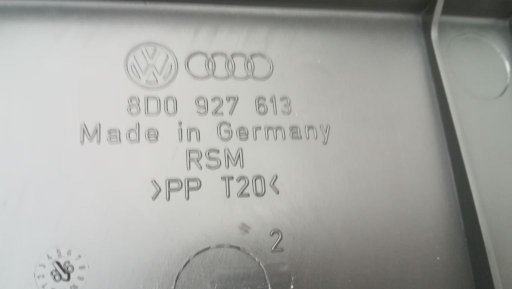 8D0 927 613
Made in Germany
RSM
>PP T20<
2